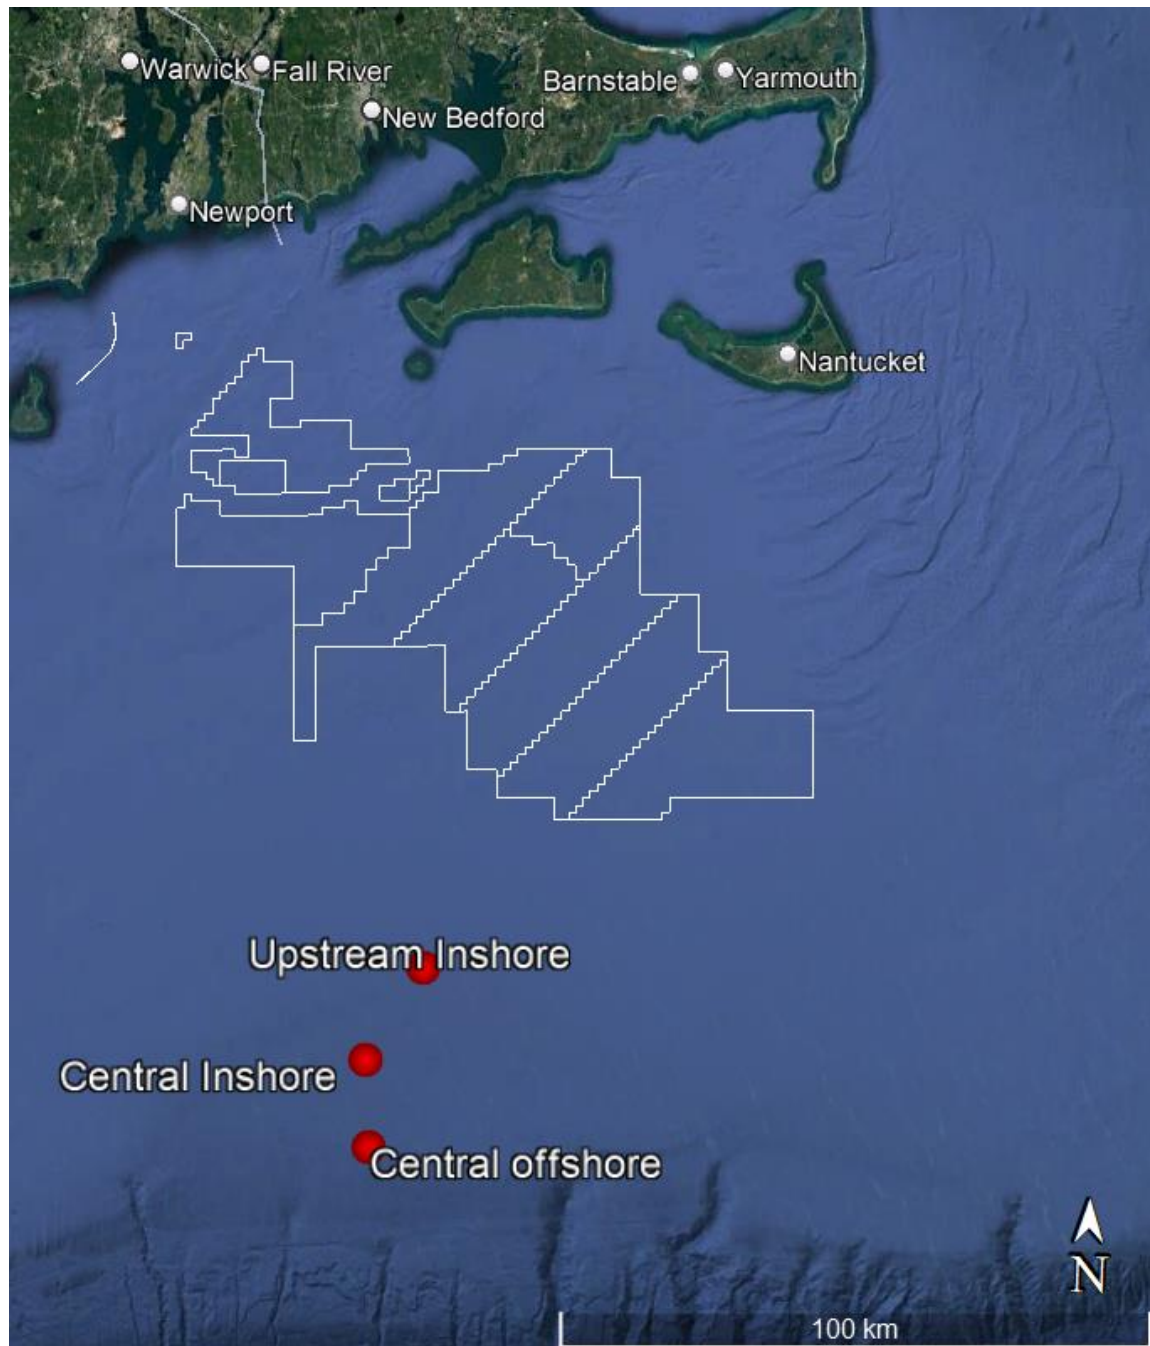 Warwick
Fall River
Barnstable
Yarmouth
New Bedford
Newport
Nantucket
Upstream Inshore
Central Inshore
Central offshore
N
100 km